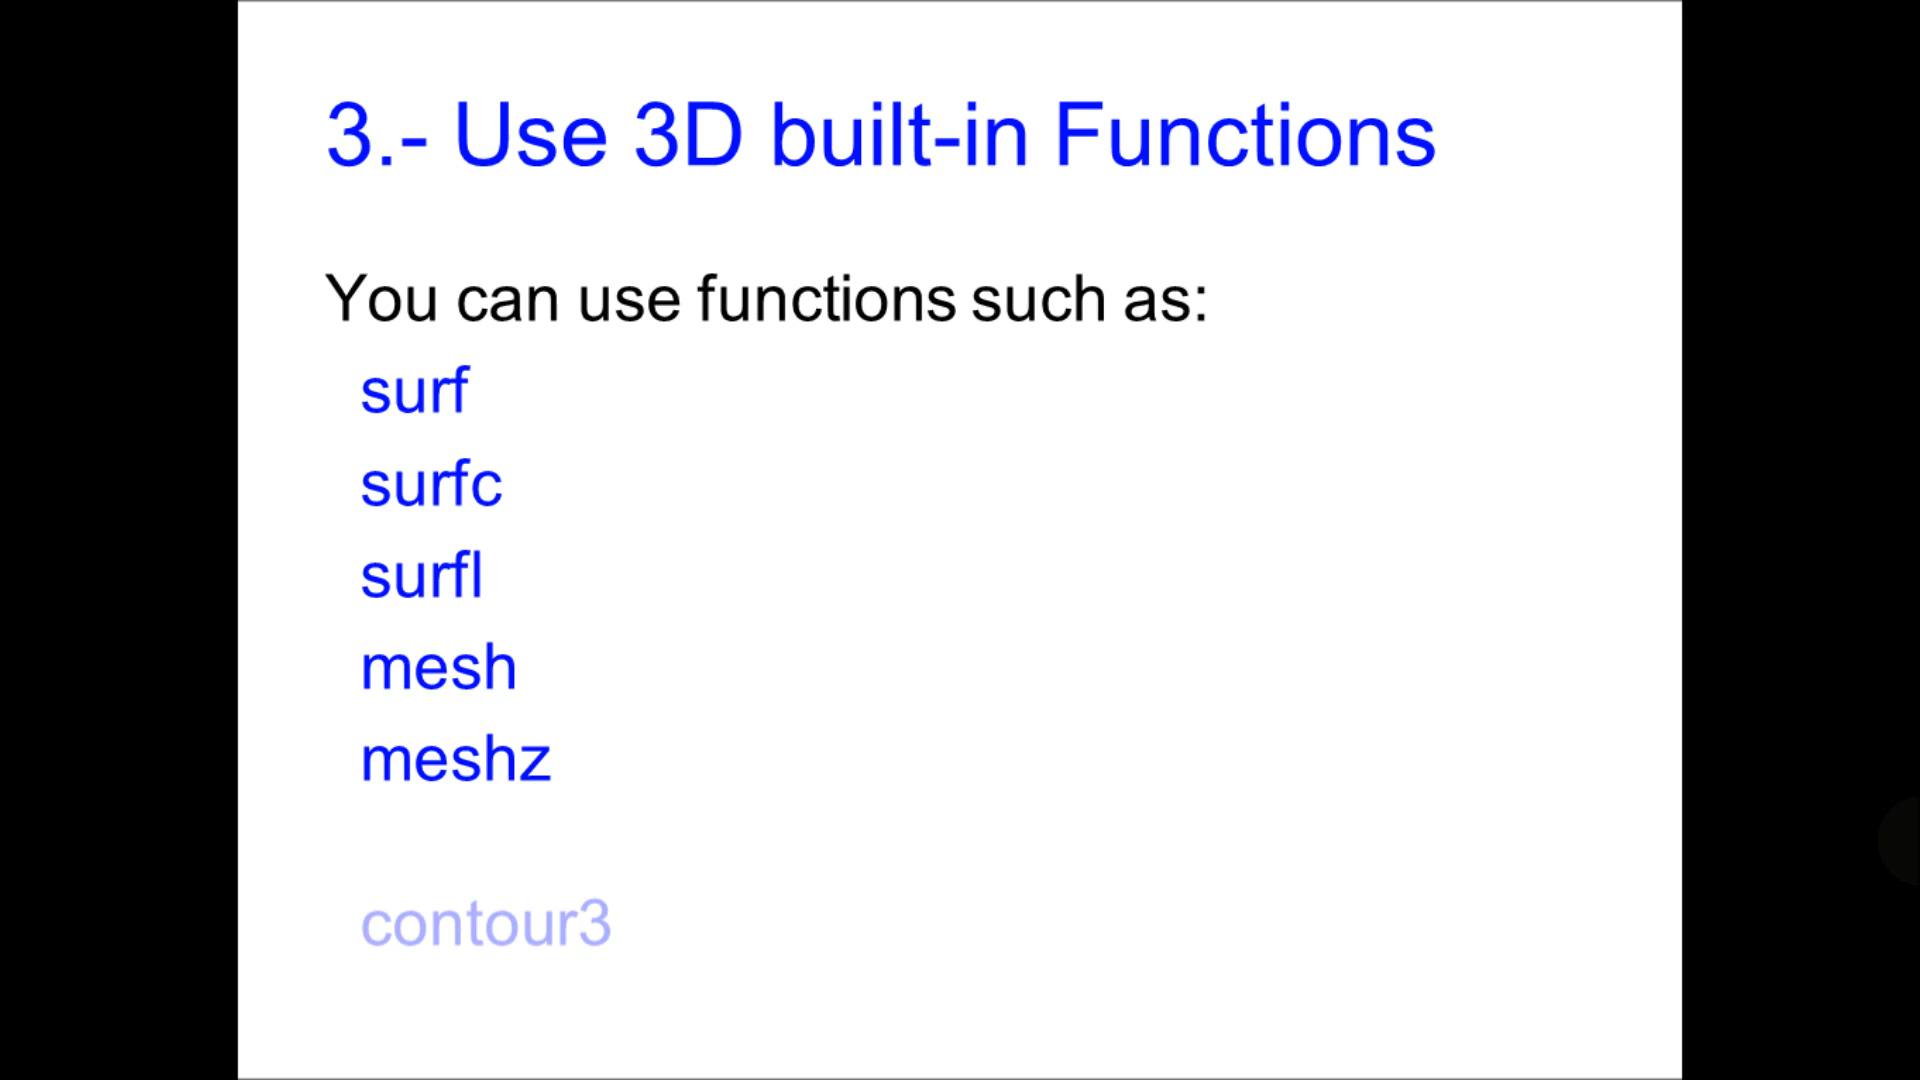 3.- Use 3D built-in Functions
You can use functions such as:
surf
surfc
surfl
mesh
meshz
contour3